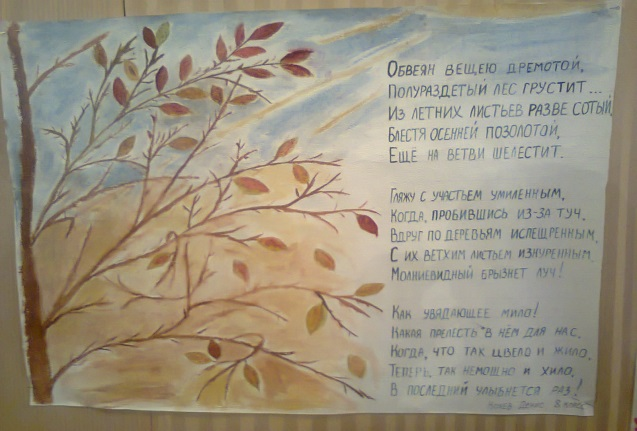 Обвеян вещею дремотой,
Полураздетый лес грустит...
Из летних листьев разве сотый,
Блестя осенней позолотой,
Ещё на ветви шелестит.
Гляжу с участьем умиленным,
Когда, пробившись из-за туч,
Вдруг по деревьям испещренным,
С их ветхим листьем изнуренным,
Молниевидный брызнет луч!
Как увядающее мило!
Какая прелесть в нём для нас,
Когда, что так цвело и жило,
Теперь, так немощно и хило,
В последний улыбнется раз!
Денис 8 класс